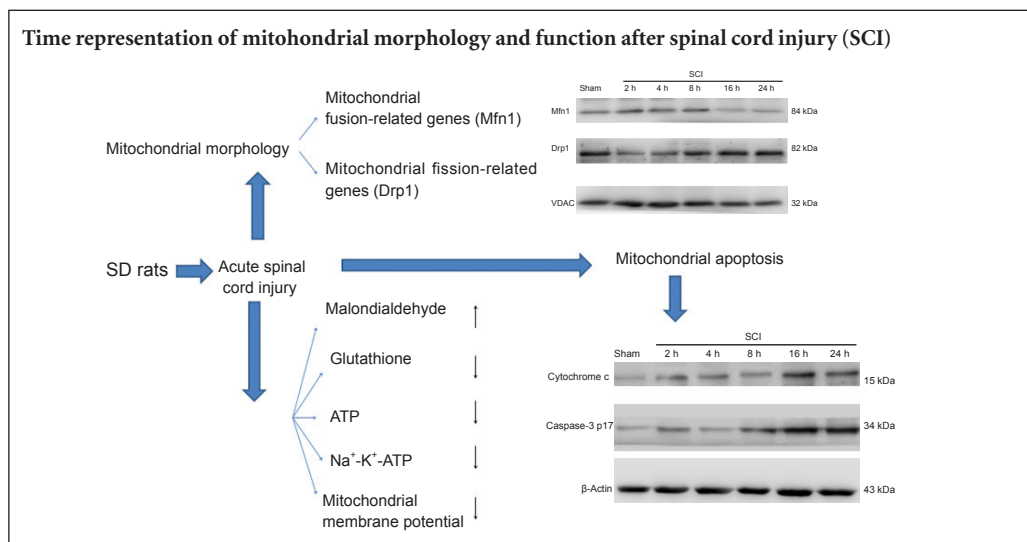 Time representation of mitohondrial morphology and function after spinal cord injury (SCI)
Mitochondrial
fusion-related genes (Mfn1)
Mitochondrial morphology
Mitochondrial fission-related
genes (Drp1)
SCI
Sham 2 h 4 h 8 h 16 h 24 h
Mfn1 84 kDa
Drp1 82 kDa
VDAC 32 kDa
SD rats
Acute spinal
cord injury
Mitochondrial apoptosis
Malondialdehyde ↑
Glutathione ↓
ATP ↓
Na⁺-K⁺-ATP ↓
Mitochondrial
membrane potential ↓
SCI
Sham 2 h 4 h 8 h 16 h 24 h
Cytochrome c 15 kDa
Caspase-3 p17 34 kDa
β-Actin 43 kDa